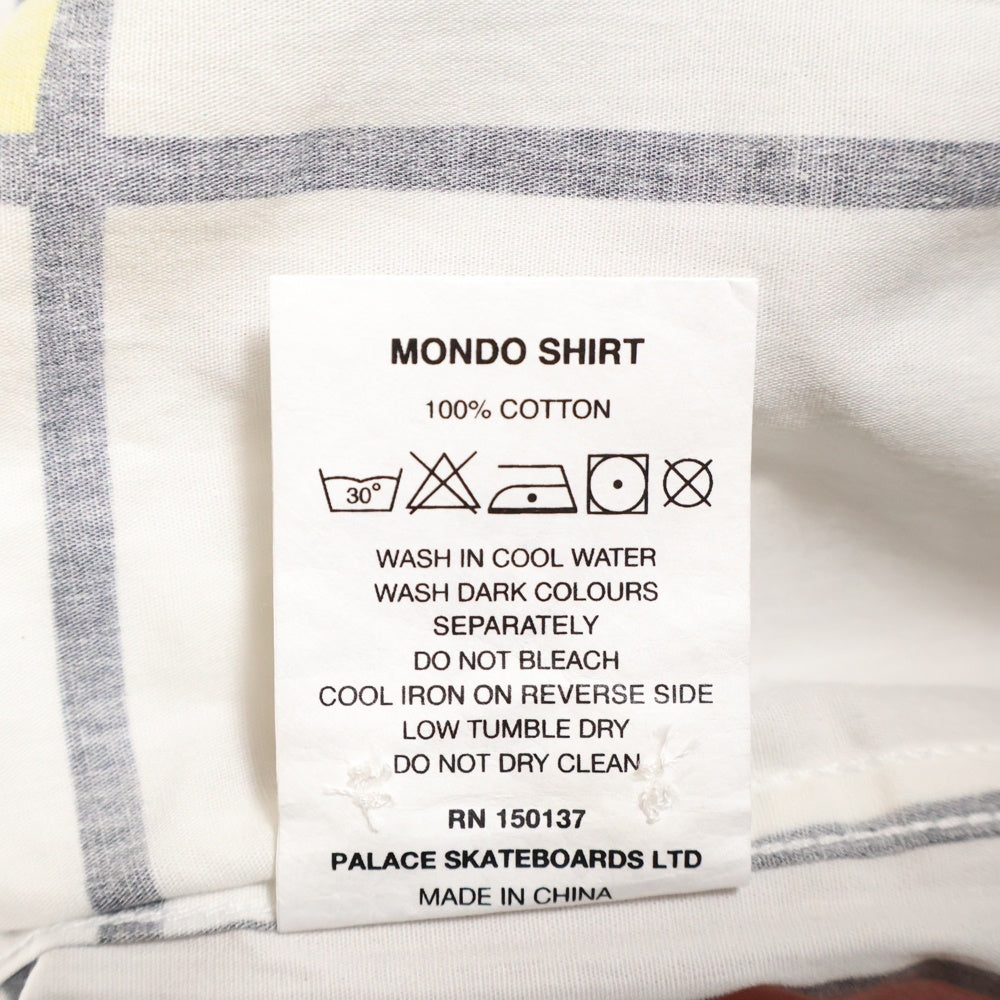 MONDO SHIRT
100% COTTON
30°
WASH IN COOL WATER
WASH DARK COLOURS
SEPARATELY
DO NOT BLEACH
COOL IRON ON REVERSE SIDE
LOW TUMBLE DRY
DO NOT DRY CLEAN
RN 150137
PALACE SKATEBOARDS LTD
MADE IN CHINA